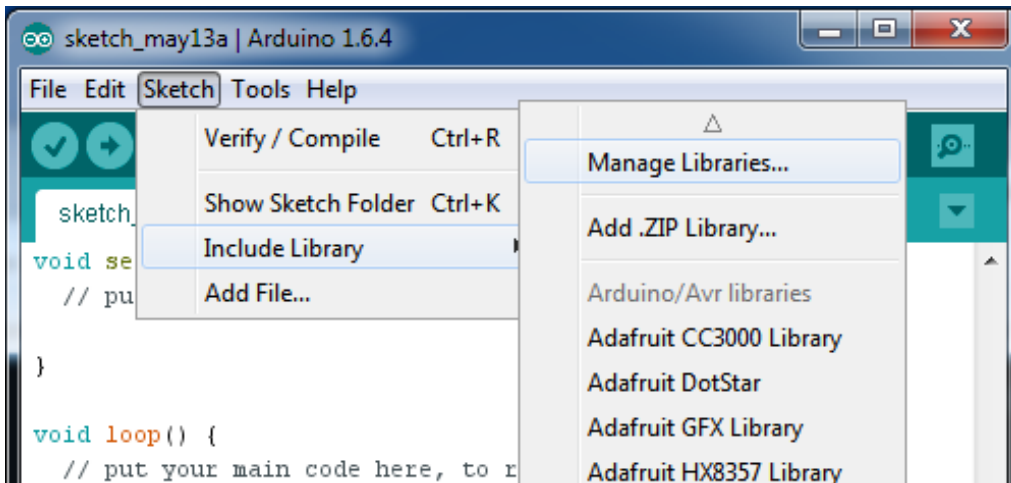 sketch_may13a | Arduino 1.6.4
File Edit Sketch Tools Help
Verify / Compile Ctrl+R
Show Sketch Folder Ctrl+K
Include Library
Add File...
Manage Libraries...
Add .ZIP Library...
Arduino/Avr libraries
Adafruit CC3000 Library
Adafruit DotStar
Adafruit GFX Library
Adafruit HX8357 Library
sketch_
void se
// pu
}
void loop() {
// put your main code here, to r